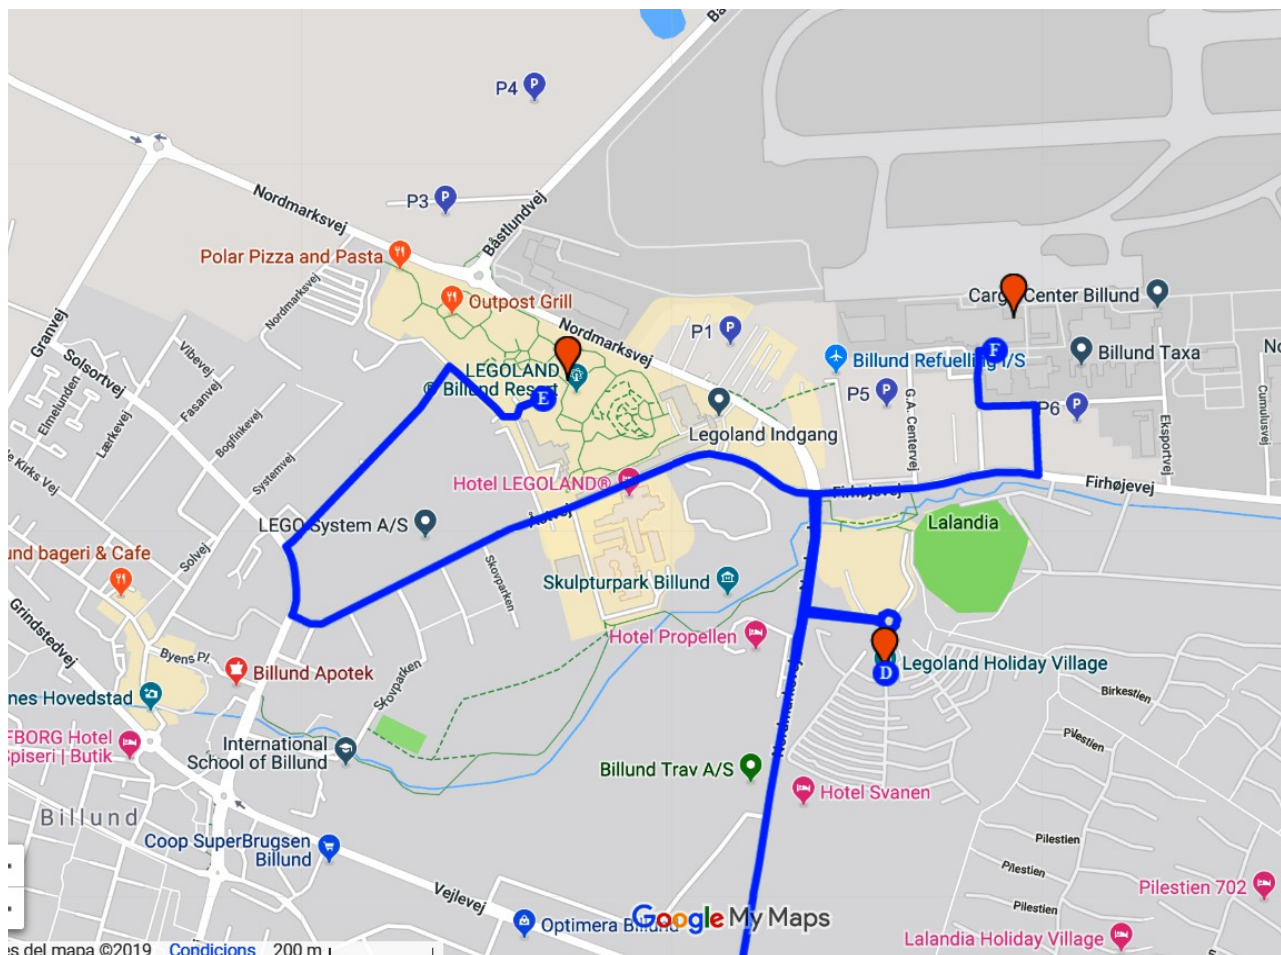 P4
Nordmarksvej
P3
Båstlundvej
Polar Pizza and Pasta
Outpost Grill
Nordmarksvej
Granvej
Solsortvej
Vibevej
Fasanvej
Elmelunden
Lærkevej
Bogfinkevej
Systemvej
Nordmarksvej
P1
Cargo Center Billund
Billund Refuelling I/S
Billund Taxa
F
LEGOLAND
® Billund Resort
E
P5
P6
G.A. Centervej
Eksportvej
Cumulusvej
No
Legoland Indgang
Hotel LEGOLAND®
Firhøjevej
Firhøjevej
Åstvej
LEGO System A/S
Lalandia
e Kirks Vej
Solvej
und bageri & Cafe
Skovparken
Skulpturpark Billund
Grindstedvej
Byens Pl.
Hotel Propellen
Legoland Holiday Village
D
Billund Apotek
Skovparken
Nordmarksvej
Birkestien
Pilestien
Pilestien
nes Hovedstad
FBORG Hotel
Spiseri | Butik
International
School of Billund
Billund Trav A/S
Hotel Svanen
Billund
Coop SuperBrugsen
Billund
Vejlevej
Pilestien
Pilestien
Pilestien
Pilestien 702
Optimera Billund
Google My Maps
Lalandia Holiday Village
es del mapa ©2019 Condicions 200 m